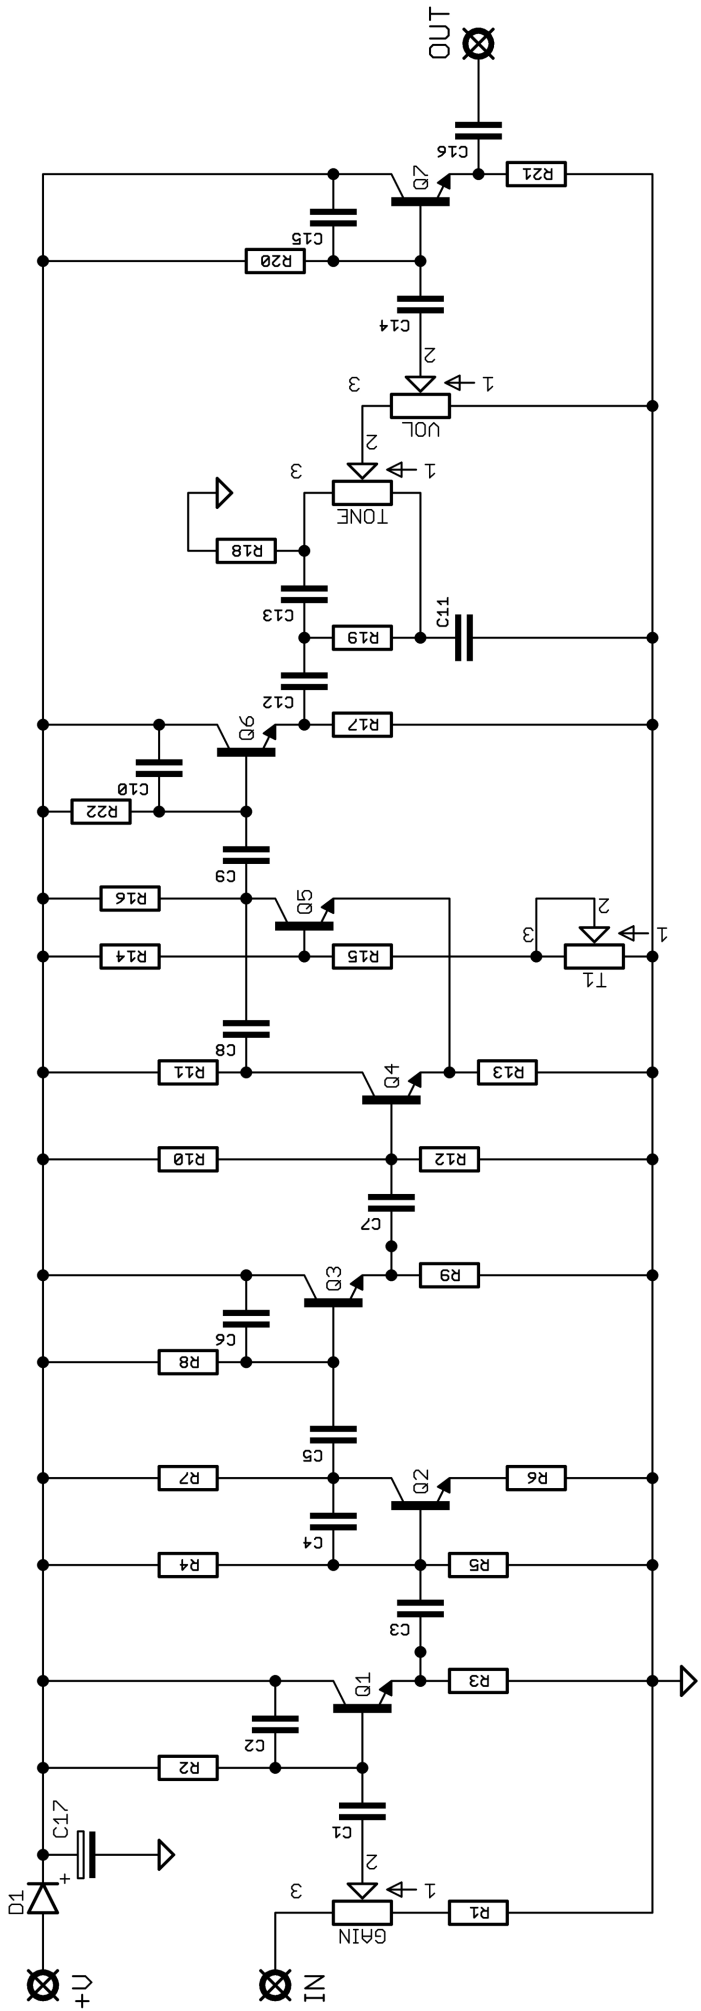 +V
D1
C17
+
IN
GAIN
3
2
1
R1
C1
R2
C2
Q1
R3
C3
R4
C4
R5
R7
Q2
R6
C5
R8
C6
Q3
R9
C7
R10
R12
R11
Q4
R13
C8
R14
R15
T1
3
2
1
R16
Q5
C9
R22
C10
Q6
R17
C12
R19
C11
C13
R18
TONE
3
2
1
VOL
3
2
1
C14
R20
C15
Q7
R21
C16
OUT